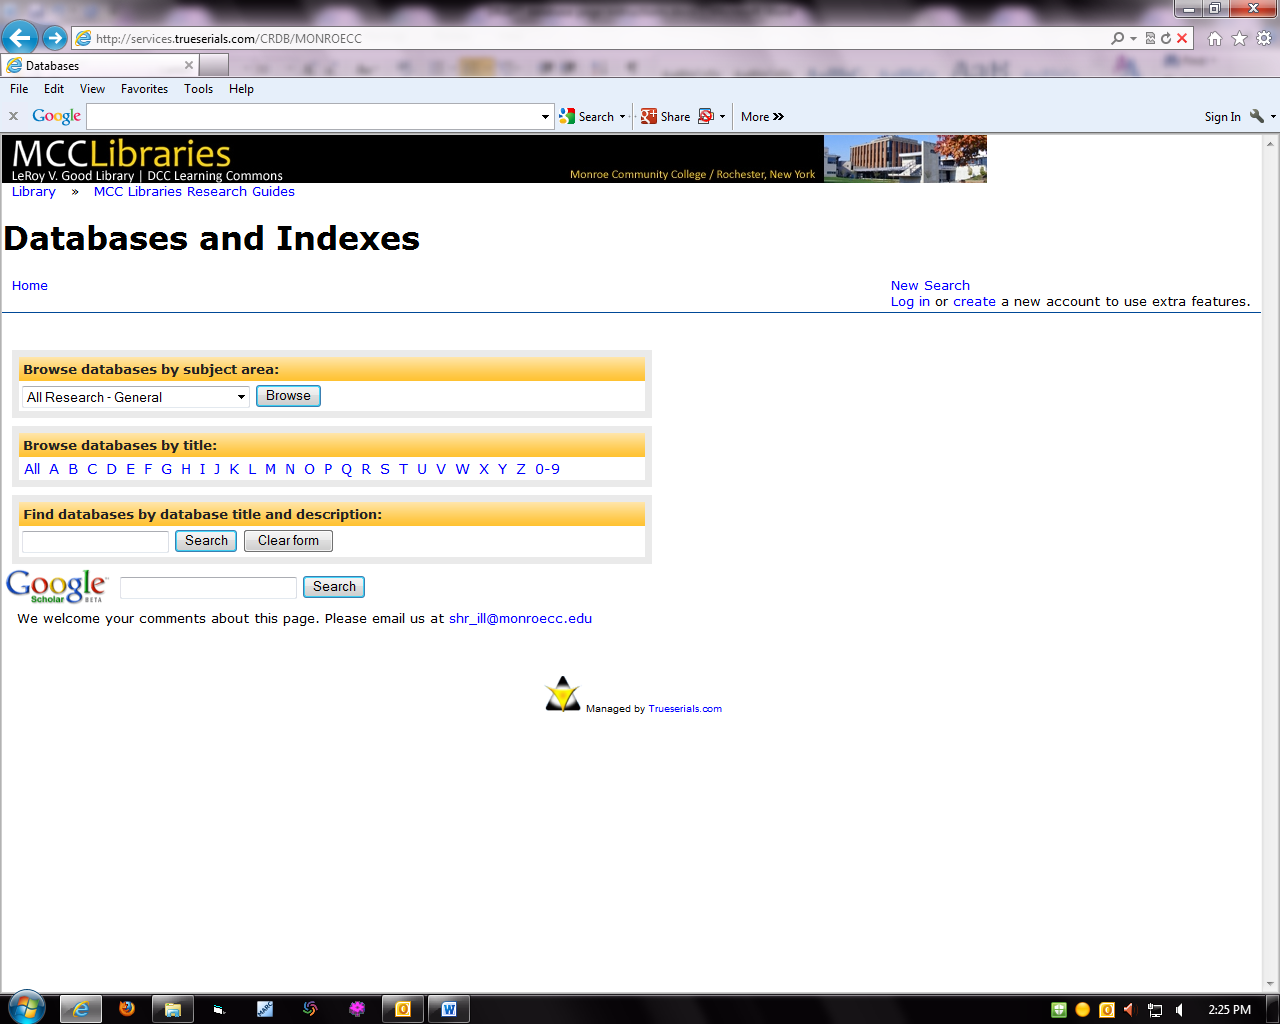 http://services.trueserials.com/CRDB/MONROECC
Databases
File Edit View Favorites Tools Help
x Google Search Share More » Sign In
MCCLibraries
LeRoy V. Good Library | DCC Learning Commons
Monroe Community College / Rochester, New York
Library » MCC Libraries Research Guides
Databases and Indexes
Home
New Search
Log in or create a new account to use extra features.
Browse databases by subject area:
All Research - General Browse
Browse databases by title:
All A B C D E F G H I J K L M N O P Q R S T U V W X Y Z 0-9
Find databases by database title and description:
Search Clear form
Google Scholar BETA Search
We welcome your comments about this page. Please email us at shr_ill@monroecc.edu
Managed by Trueserials.com
2:25 PM